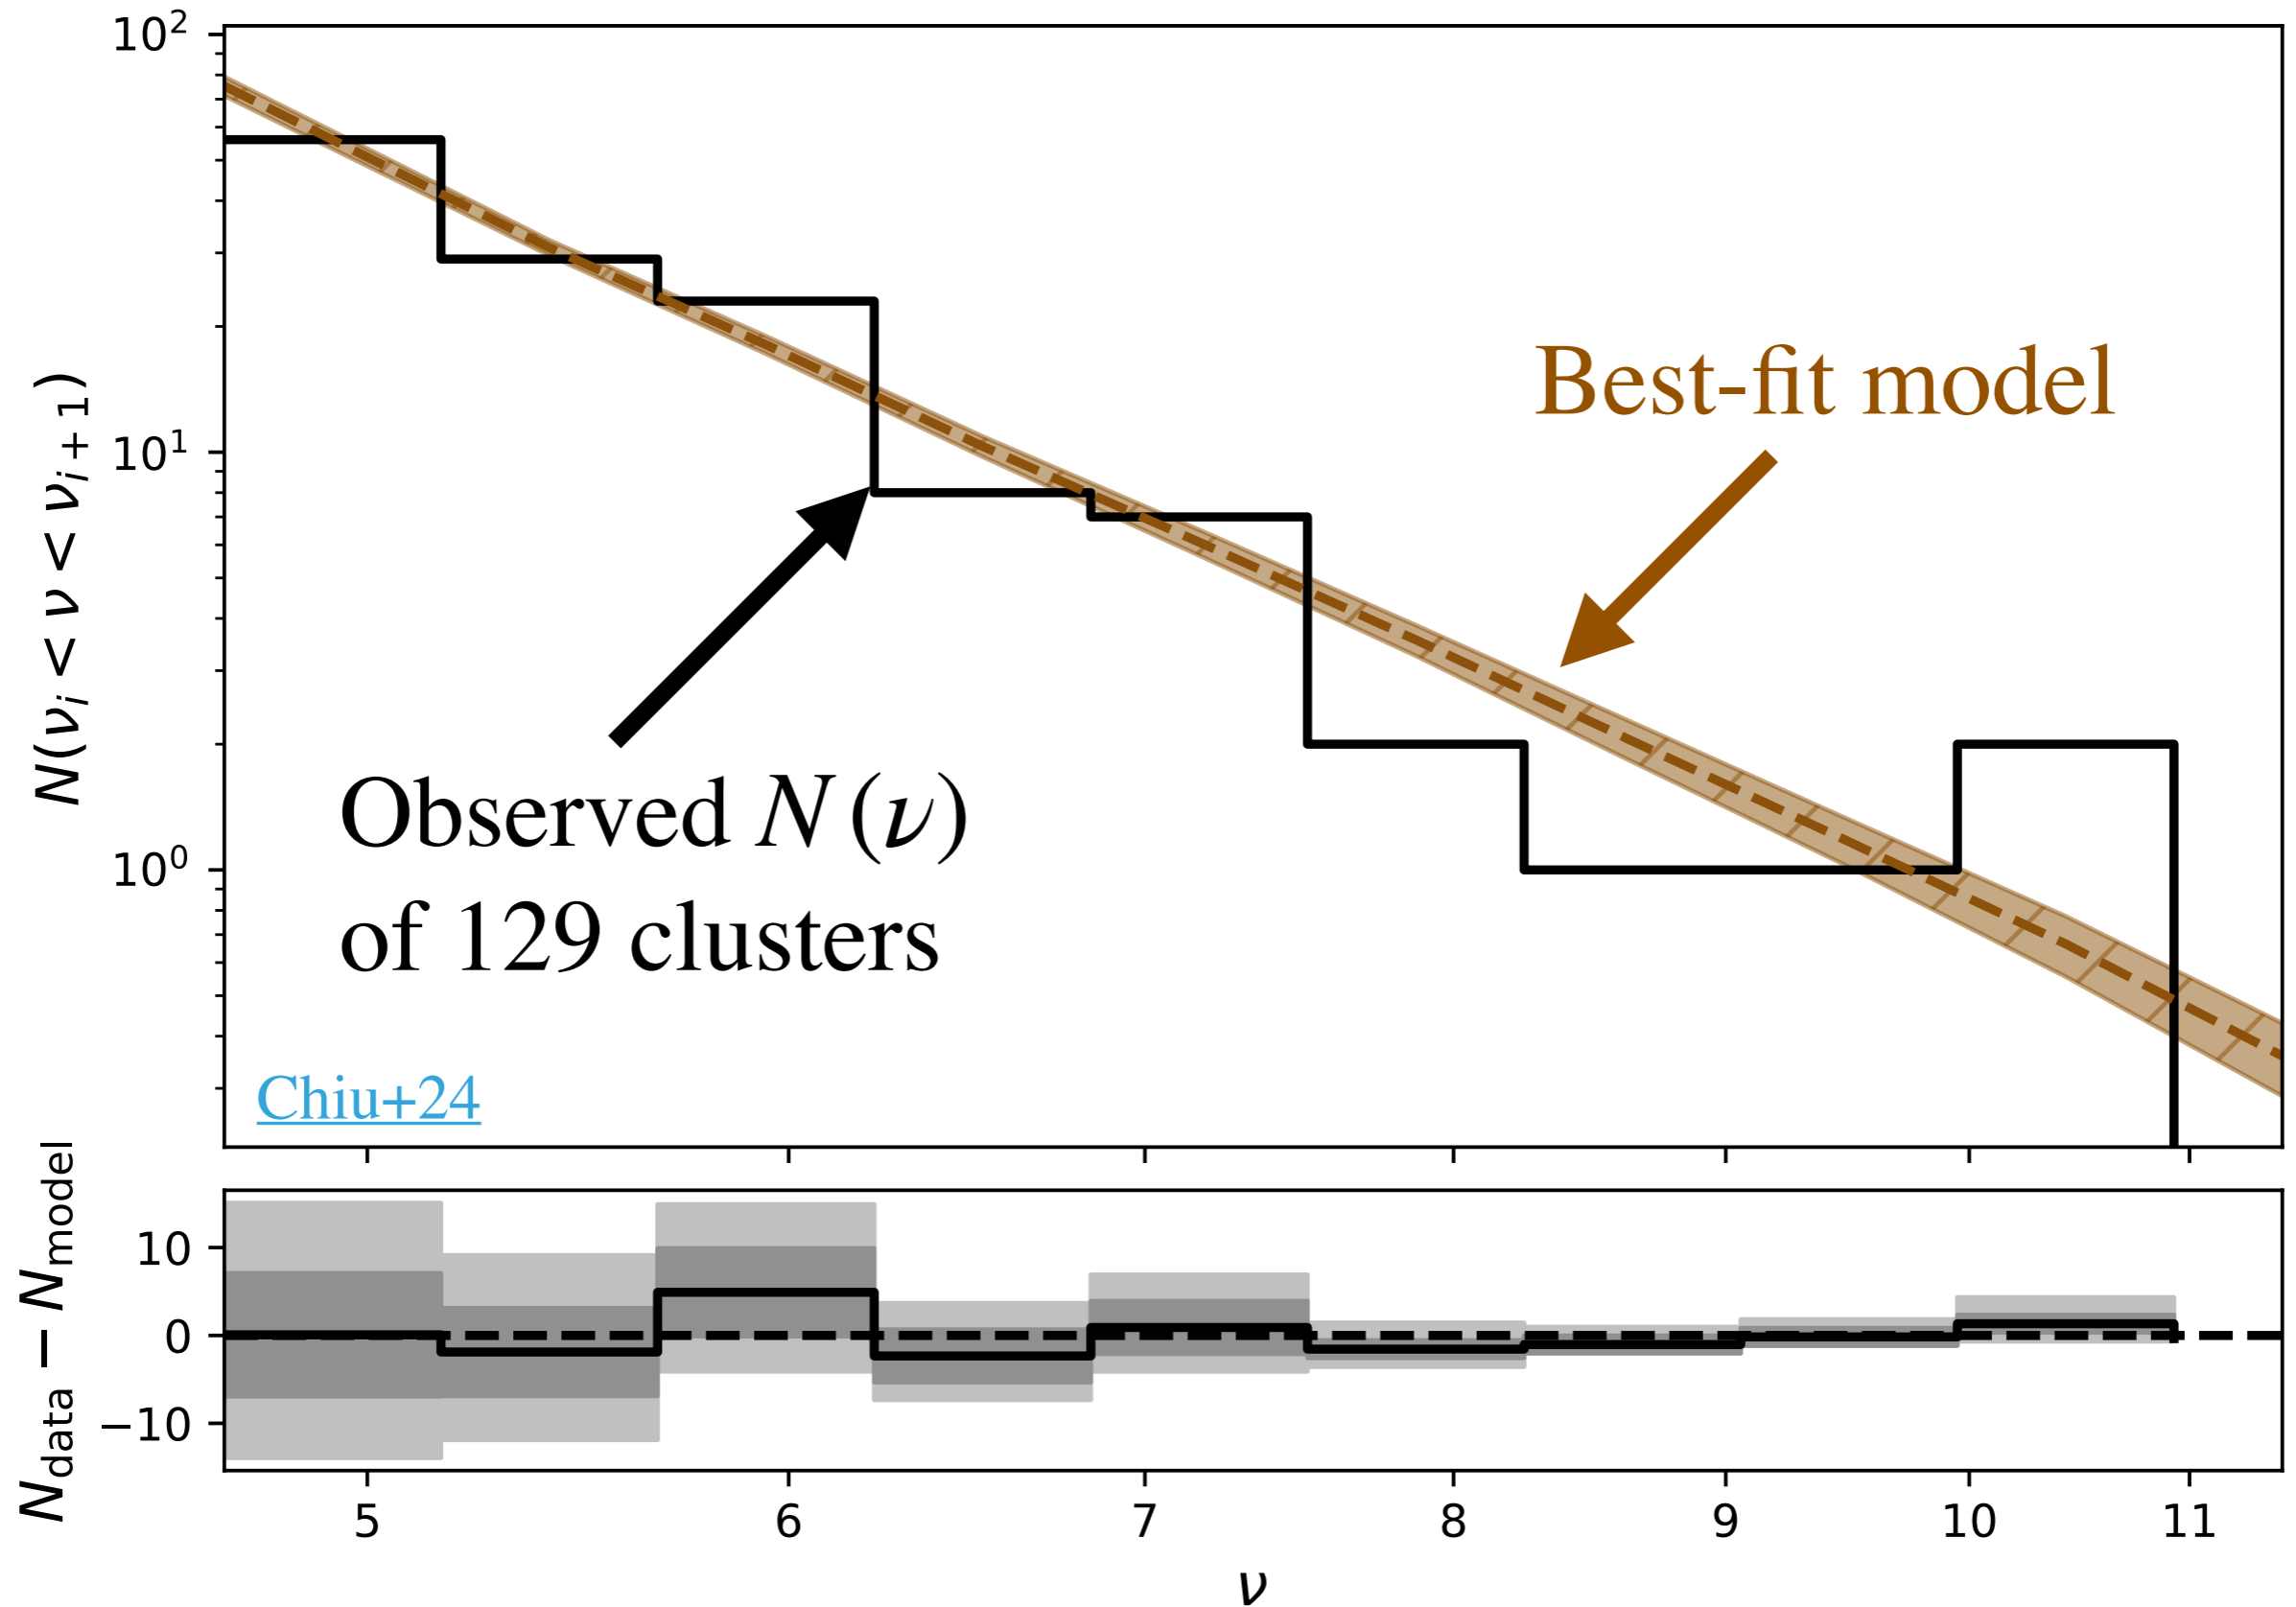 10²
10¹
10⁰
N(νᵢ < ν < νᵢ₊₁)
Best-fit model
Observed N(ν)
of 129 clusters
Chiu+24
10
0
−10
N_data − N_model
5 6 7 8 9 10 11
ν